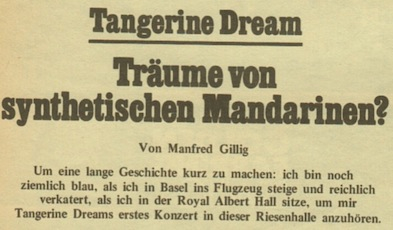 Tangerine Dream
Träume von
synthetischen Mandarinen?
Von Manfred Gillig
Um eine lange Geschichte kurz zu machen: ich bin noch
ziemlich blau, als ich in Basel ins Flugzeug steige und reichlich
verkatert, als ich in der Royal Albert Hall sitze, um mir
Tangerine Dreams erstes Konzert in dieser Riesenhalle anzuhören.